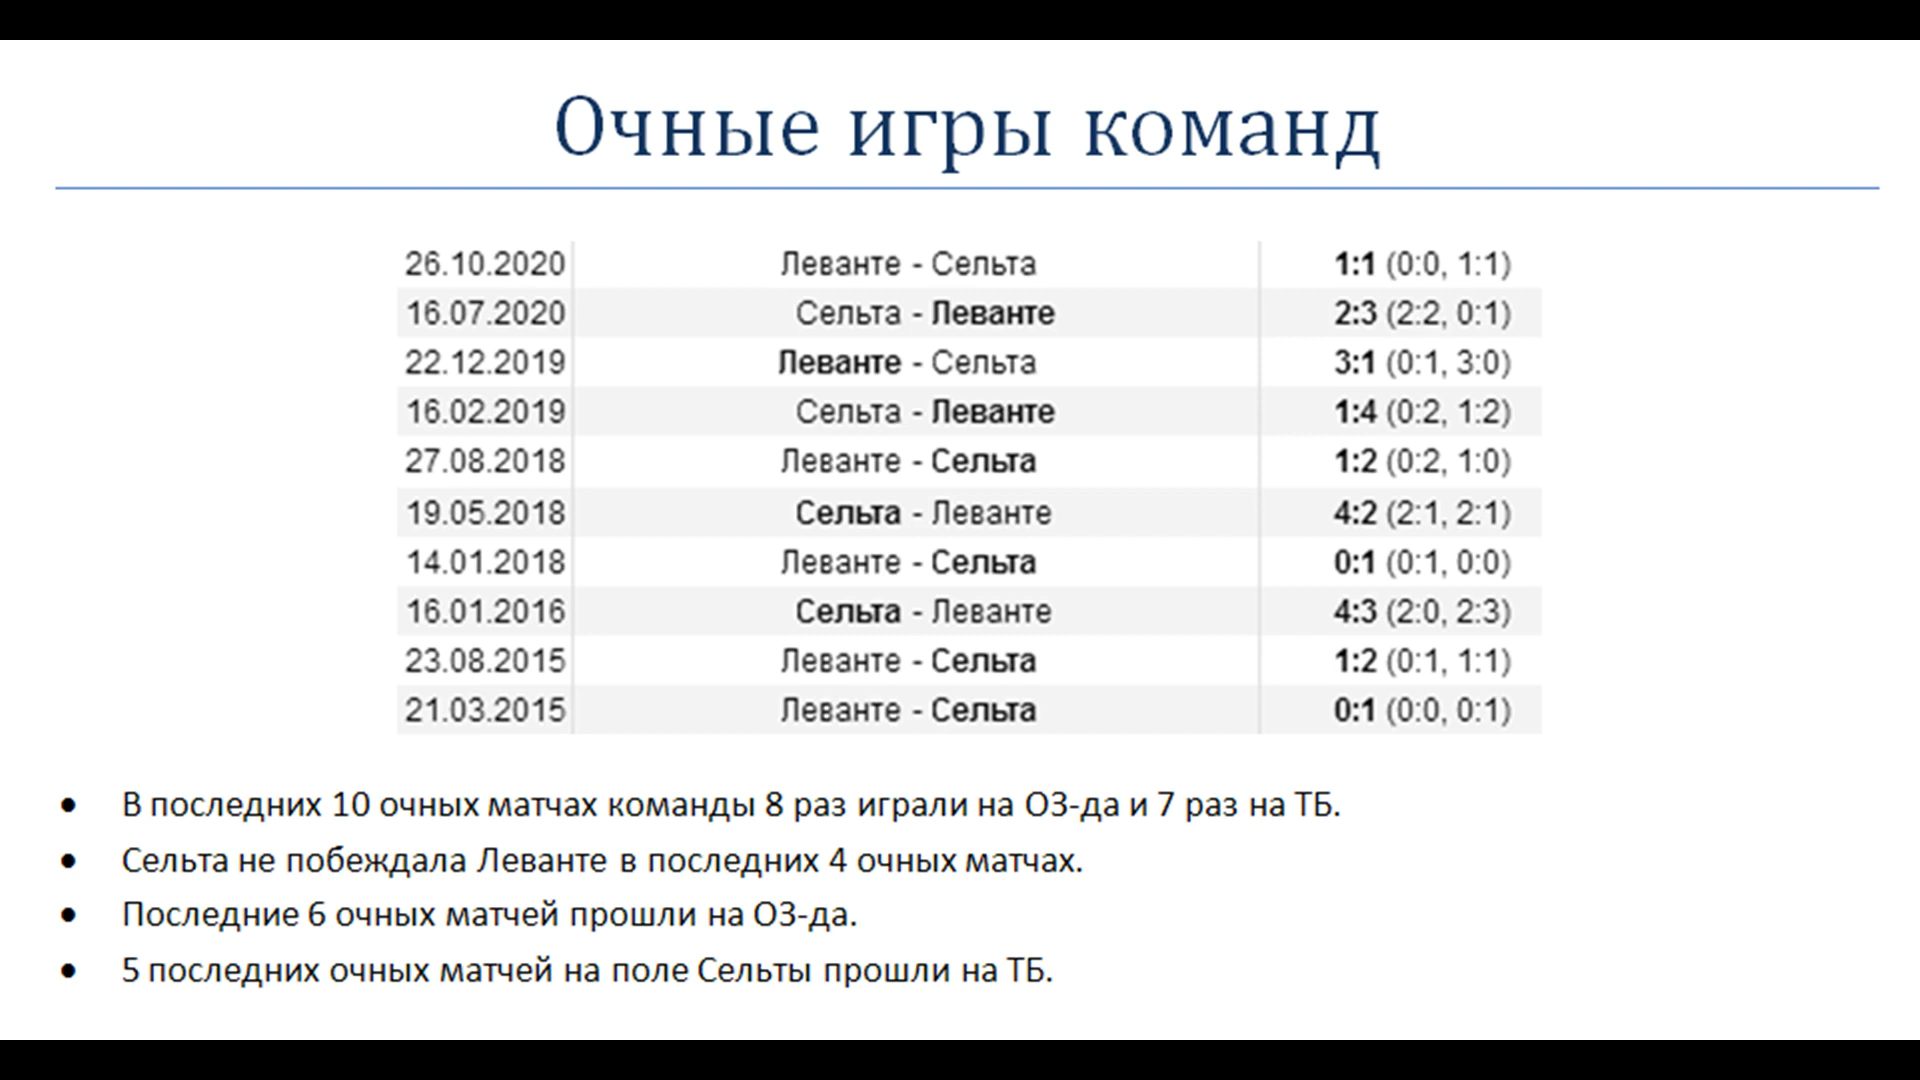 Очные игры команд
26.10.2020 Леванте - Сельта 1:1 (0:0, 1:1)
16.07.2020 Сельта - Леванте 2:3 (2:2, 0:1)
22.12.2019 Леванте - Сельта 3:1 (0:1, 3:0)
16.02.2019 Сельта - Леванте 1:4 (0:2, 1:2)
27.08.2018 Леванте - Сельта 1:2 (0:2, 1:0)
19.05.2018 Сельта - Леванте 4:2 (2:1, 2:1)
14.01.2018 Леванте - Сельта 0:1 (0:1, 0:0)
16.01.2016 Сельта - Леванте 4:3 (2:0, 2:3)
23.08.2015 Леванте - Сельта 1:2 (0:1, 1:1)
21.03.2015 Леванте - Сельта 0:1 (0:0, 0:1)
• В последних 10 очных матчах команды 8 раз играли на ОЗ-да и 7 раз на ТБ.
• Сельта не побеждала Леванте в последних 4 очных матчах.
• Последние 6 очных матчей прошли на ОЗ-да.
• 5 последних очных матчей на поле Сельты прошли на ТБ.